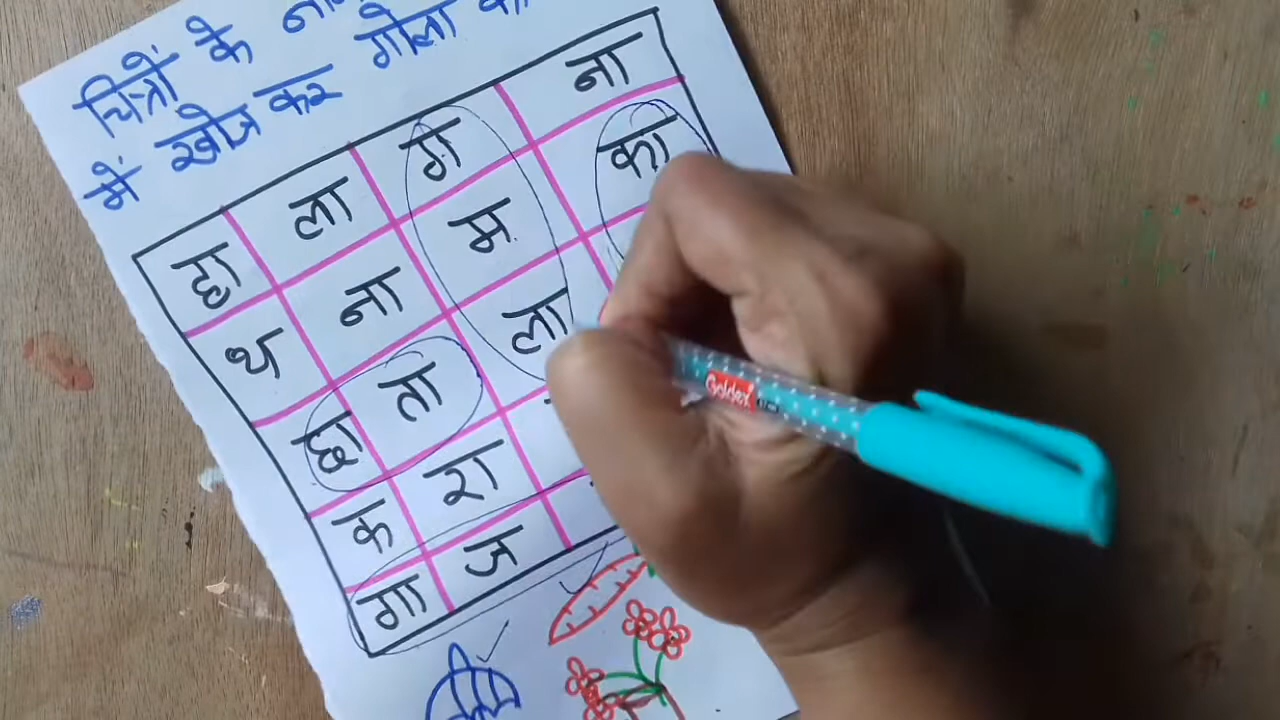 चित्रों के
में खोज कर गोला
हा ला ग ना
थ ना म का
छा ता ला
क रा
गा ज
Goldex